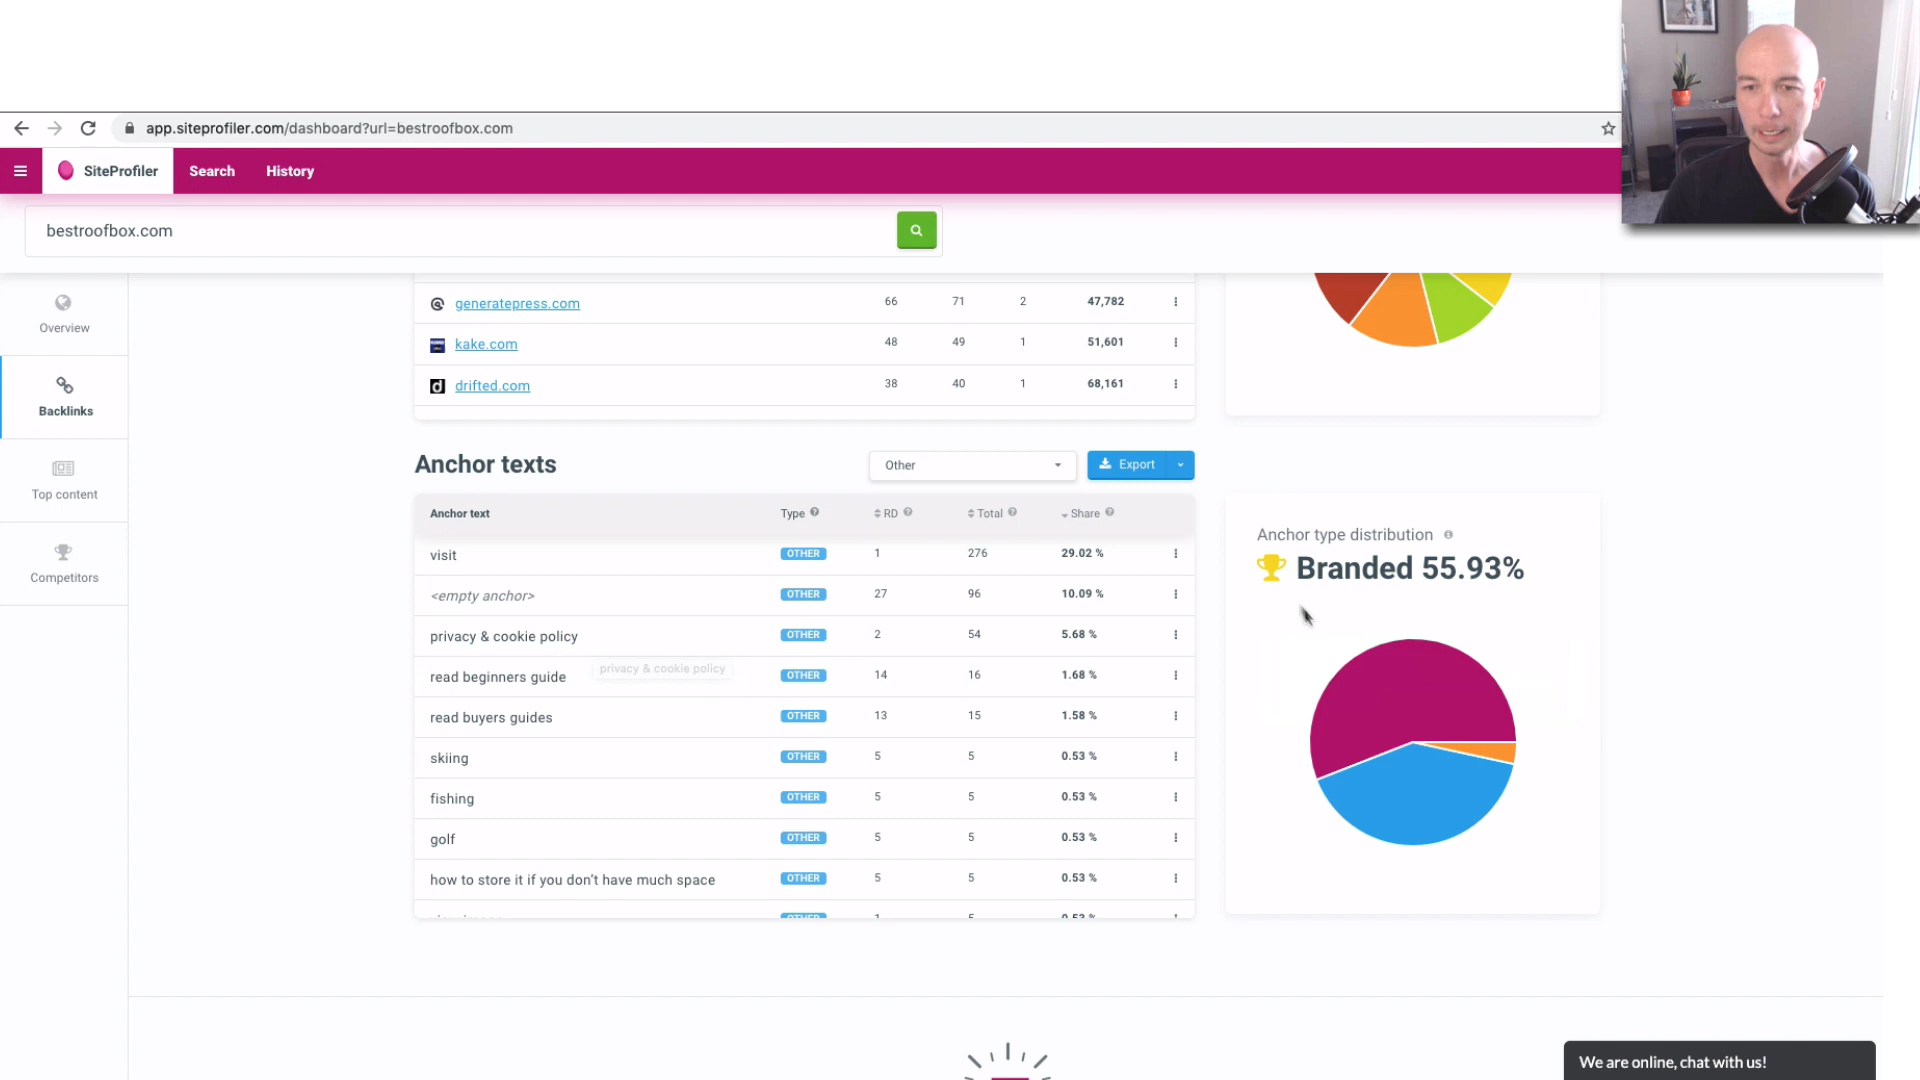 app.siteprofiler.com/dashboard?url=bestroofbox.com
SiteProfiler Search History
bestroofbox.com
Overview
Backlinks
Top content
Competitors
generatepress.com 66 71 2 47,782
kake.com 48 49 1 51,601
drifted.com 38 40 1 68,161
Anchor texts Other Export
Anchor text Type RD Total Share
visit OTHER 1 276 29.02 %
<empty anchor> OTHER 27 96 10.09 %
privacy & cookie policy OTHER 2 54 5.68 %
privacy & cookie policy
read beginners guide OTHER 14 16 1.68 %
read buyers guides OTHER 13 15 1.58 %
skiing OTHER 5 5 0.53 %
fishing OTHER 5 5 0.53 %
golf OTHER 5 5 0.53 %
how to store it if you don't have much space OTHER 5 5 0.53 %
Anchor type distribution
Branded 55.93%
We are online, chat with us!